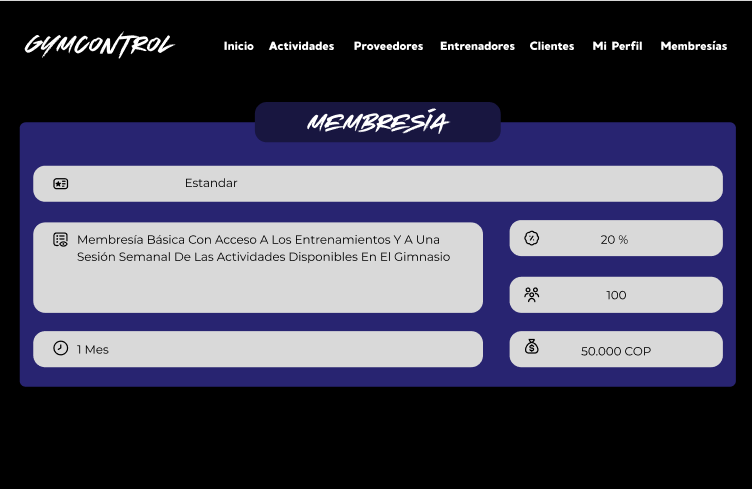 GYMCONTROL
Inicio Actividades Proveedores Entrenadores Clientes Mi Perfil Membresías
MEMBRESÍA
Estandar
Membresía Básica Con Acceso A Los Entrenamientos Y A Una
Sesión Semanal De Las Actividades Disponibles En El Gimnasio
20 %
100
1 Mes
50.000 COP